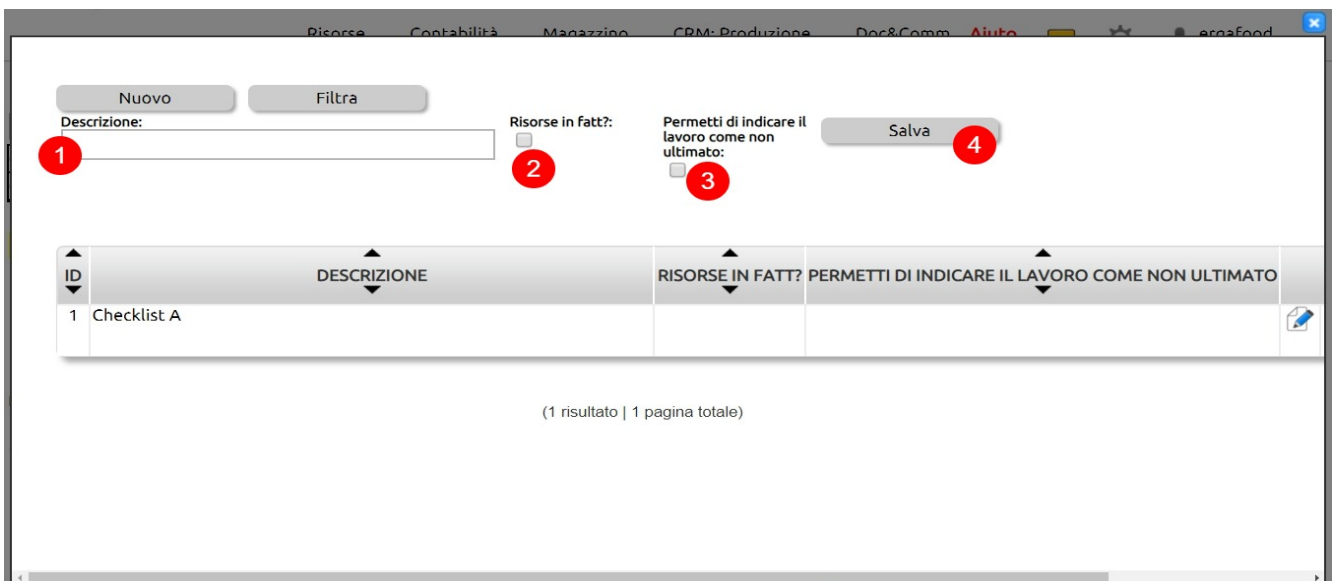 Risorse Contabilità Magazzino CRM: Produzione Doc&Comm Aiuto ergafood
Nuovo Filtra
Descrizione: Risorse in fatt?: Permetti di indicare il
lavoro come non
ultimato:
Salva
1 2 3 4
ID DESCRIZIONE RISORSE IN FATT? PERMETTI DI INDICARE IL LAVORO COME NON ULTIMATO
1 Checklist A
(1 risultato | 1 pagina totale)